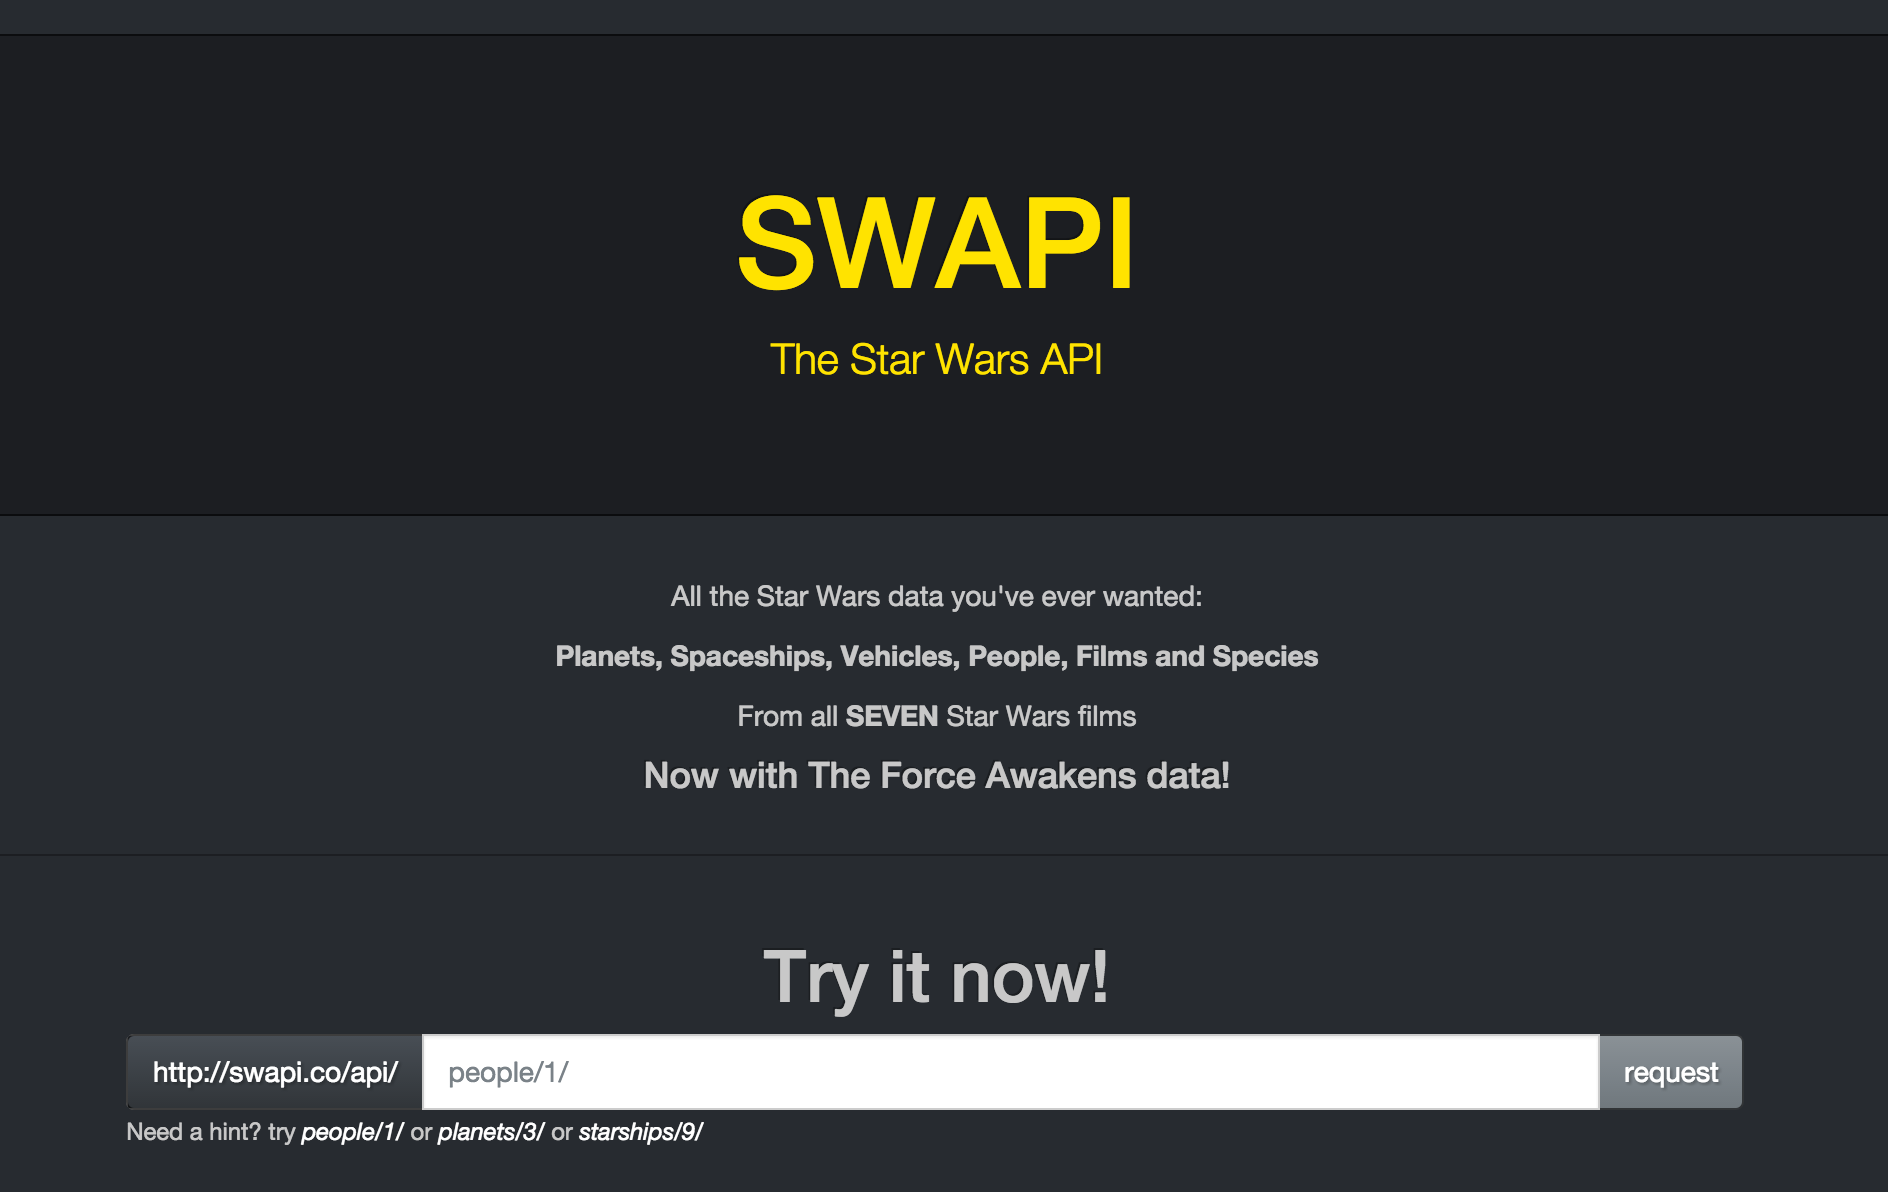 SWAPI
The Star Wars API
All the Star Wars data you've ever wanted:
Planets, Spaceships, Vehicles, People, Films and Species
From all SEVEN Star Wars films
Now with The Force Awakens data!
Try it now!
http://swapi.co/api/ people/1/ request
Need a hint? try people/1/ or planets/3/ or starships/9/